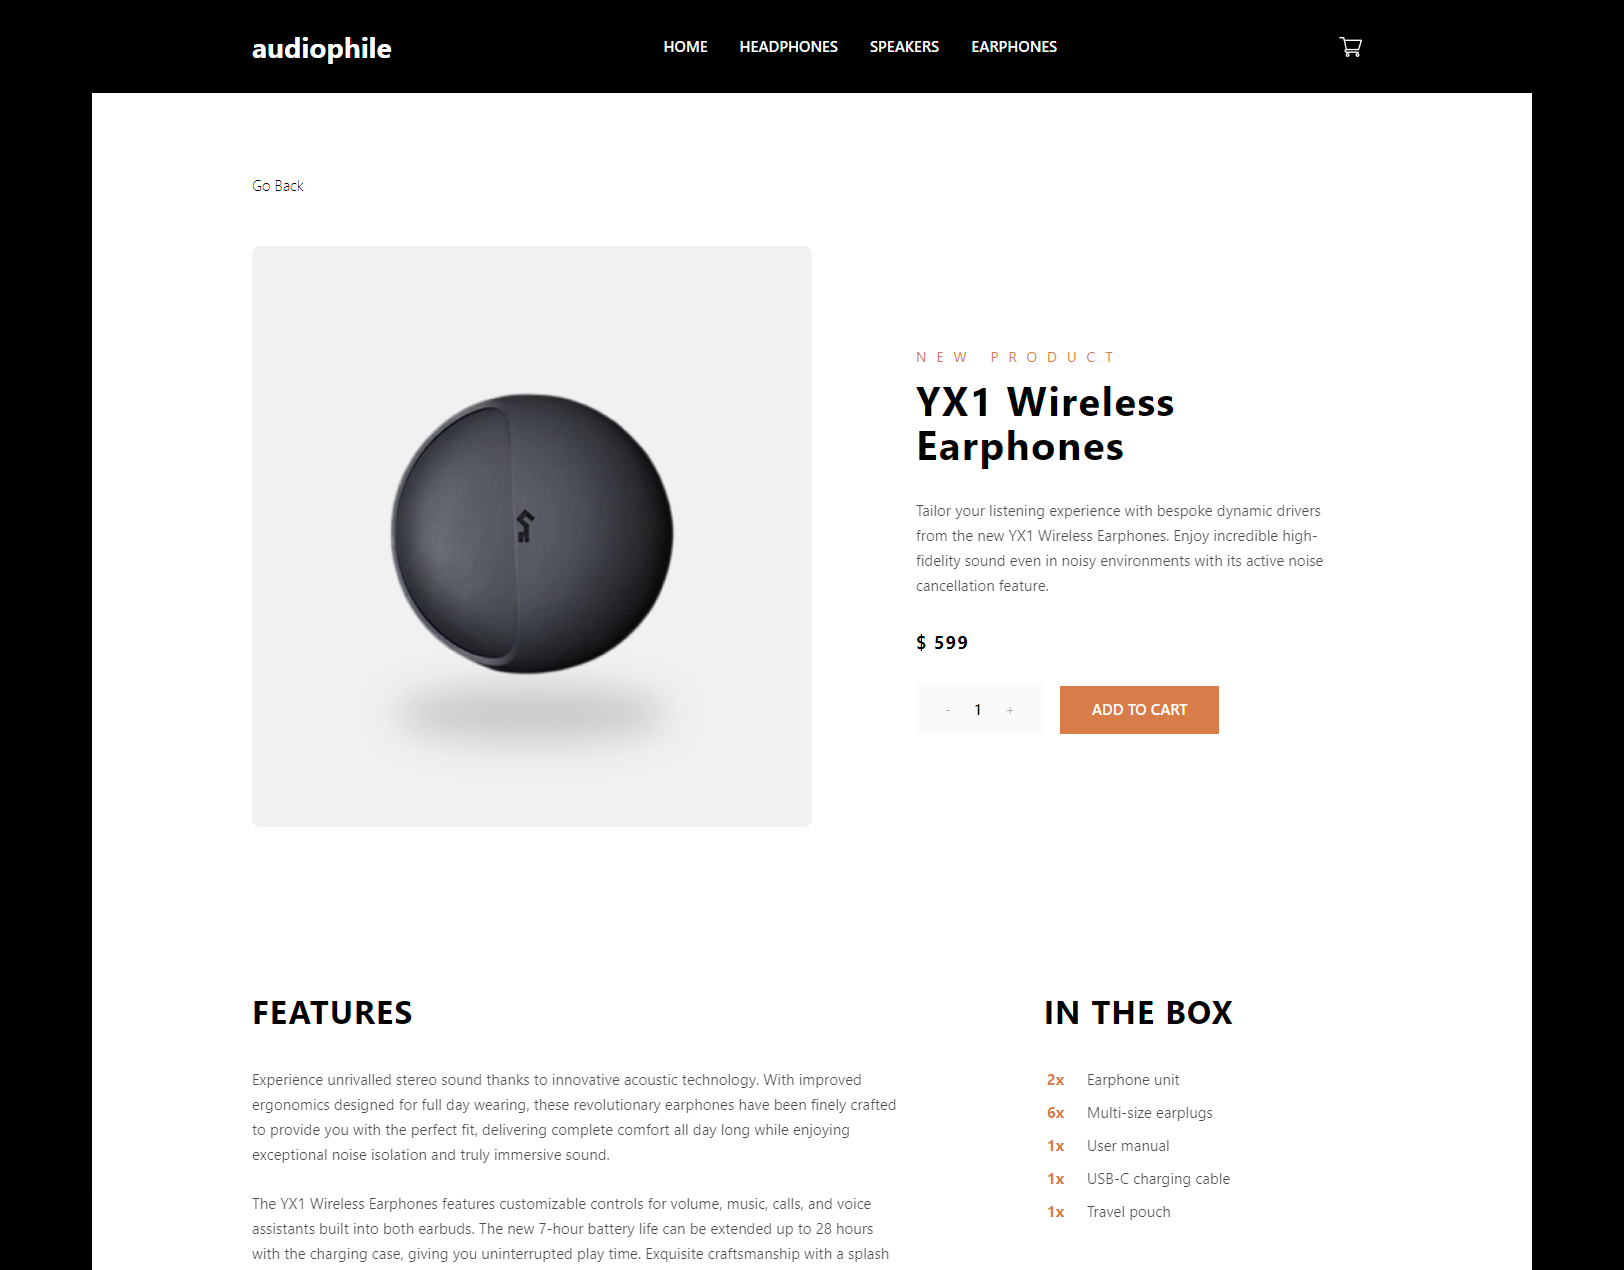 audiophile
HOME HEADPHONES SPEAKERS EARPHONES
Go Back
NEW PRODUCT
YX1 Wireless
Earphones
Tailor your listening experience with bespoke dynamic drivers
from the new YX1 Wireless Earphones. Enjoy incredible high-
fidelity sound even in noisy environments with its active noise
cancellation feature.
$ 599
- 1 +
ADD TO CART
FEATURES
Experience unrivalled stereo sound thanks to innovative acoustic technology. With improved
ergonomics designed for full day wearing, these revolutionary earphones have been finely crafted
to provide you with the perfect fit, delivering complete comfort all day long while enjoying
exceptional noise isolation and truly immersive sound.
The YX1 Wireless Earphones features customizable controls for volume, music, calls, and voice
assistants built into both earbuds. The new 7-hour battery life can be extended up to 28 hours
with the charging case, giving you uninterrupted play time. Exquisite craftsmanship with a splash
IN THE BOX
2x Earphone unit
6x Multi-size earplugs
1x User manual
1x USB-C charging cable
1x Travel pouch